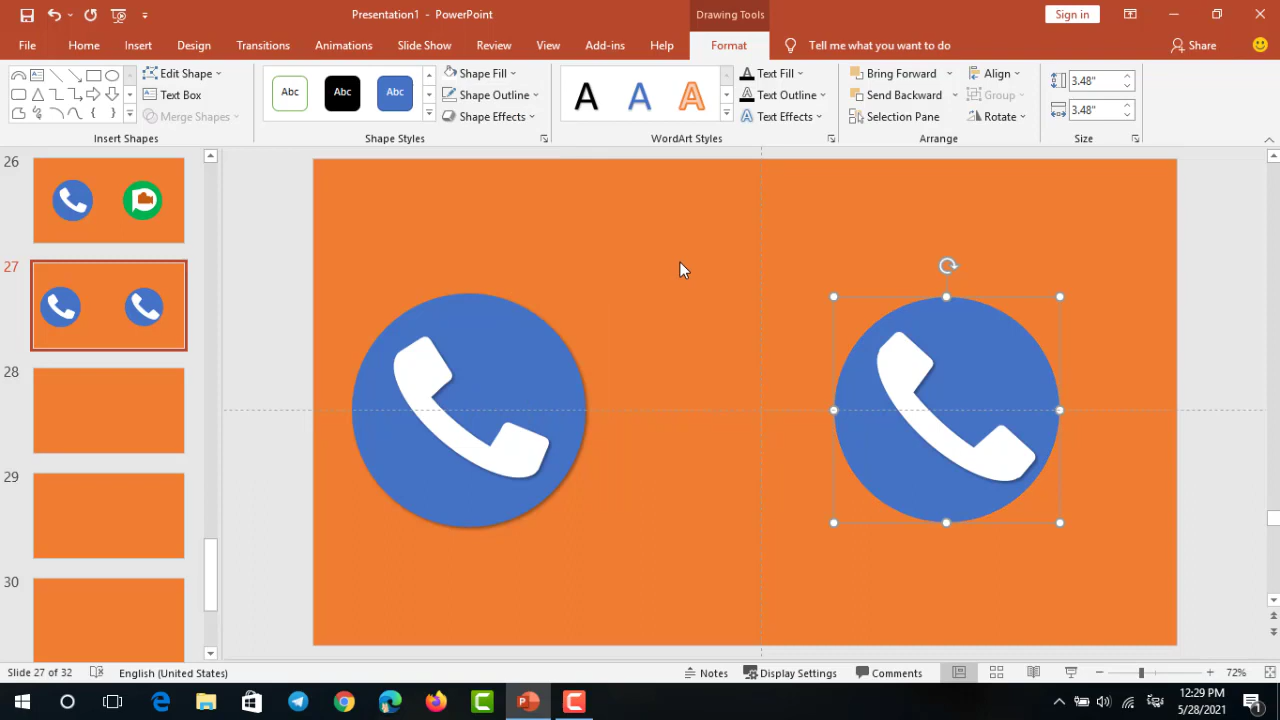 Presentation1 - PowerPoint
Drawing Tools
Sign in
File Home Insert Design Transitions Animations Slide Show Review View Add-ins Help Format Tell me what you want to do Share
Edit Shape
Text Box
Merge Shapes
Insert Shapes
Abc Abc Abc
Shape Fill
Shape Outline
Shape Effects
Shape Styles
A A A
Text Fill
Text Outline
Text Effects
WordArt Styles
Bring Forward
Send Backward
Selection Pane
Align
Group
Rotate
Arrange
3.48"
3.48"
Size
26
27
28
29
30
Slide 27 of 32 English (United States) Notes Display Settings Comments 72%
12:29 PM
5/28/2021
1